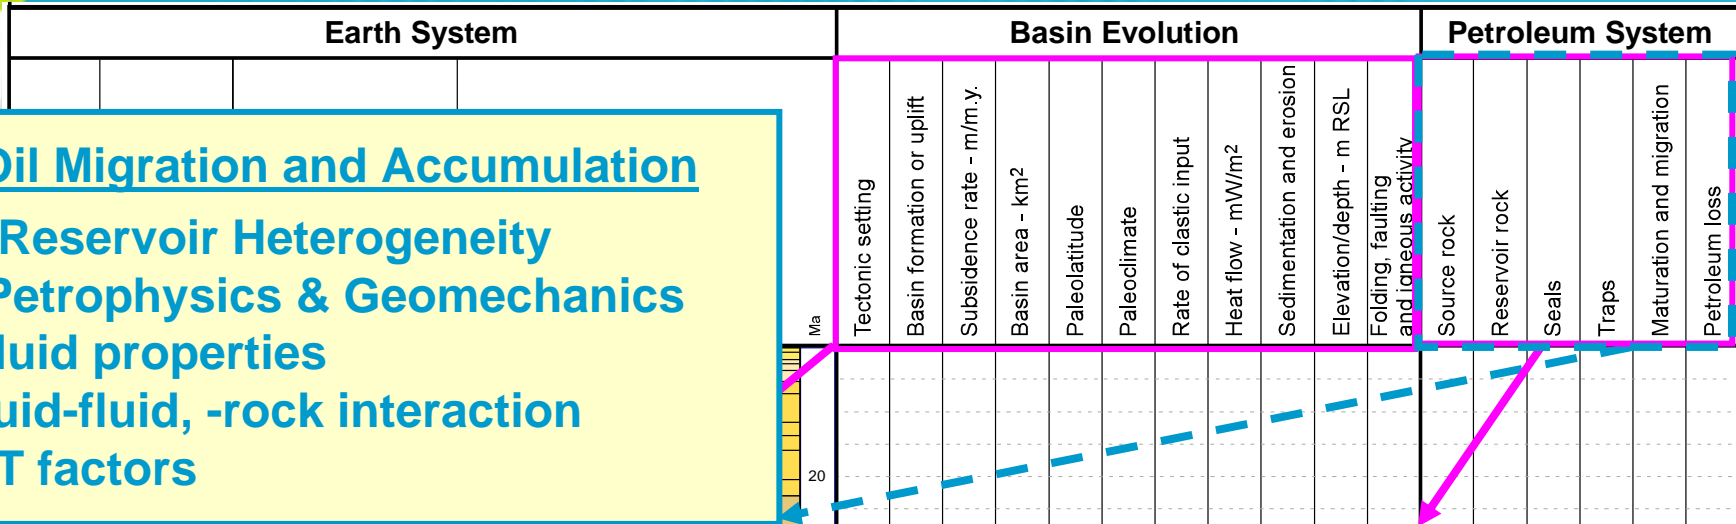 Earth System
Basin Evolution
Petroleum System
Oil Migration and Accumulation
Reservoir Heterogeneity
Petrophysics & Geomechanics
luid properties
uid-fluid, -rock interaction
T factors
Ma
Tectonic setting
Basin formation or uplift
Subsidence rate - m/m.y.
Basin area - km²
Paleolatitude
Paleoclimate
Rate of clastic input
Heat flow - mW/m²
Sedimentation and erosion
Elevation/depth - m RSL
Folding, faulting
and igneous activity
Source rock
Reservoir rock
Seals
Traps
Maturation and migration
Petroleum loss
20